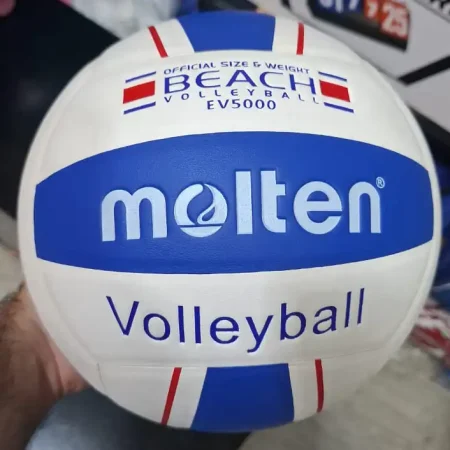 OFFICIAL SIZE & WEIGHT
BEACH
VOLLEYBALL
EV5000
molten®
Volleyball